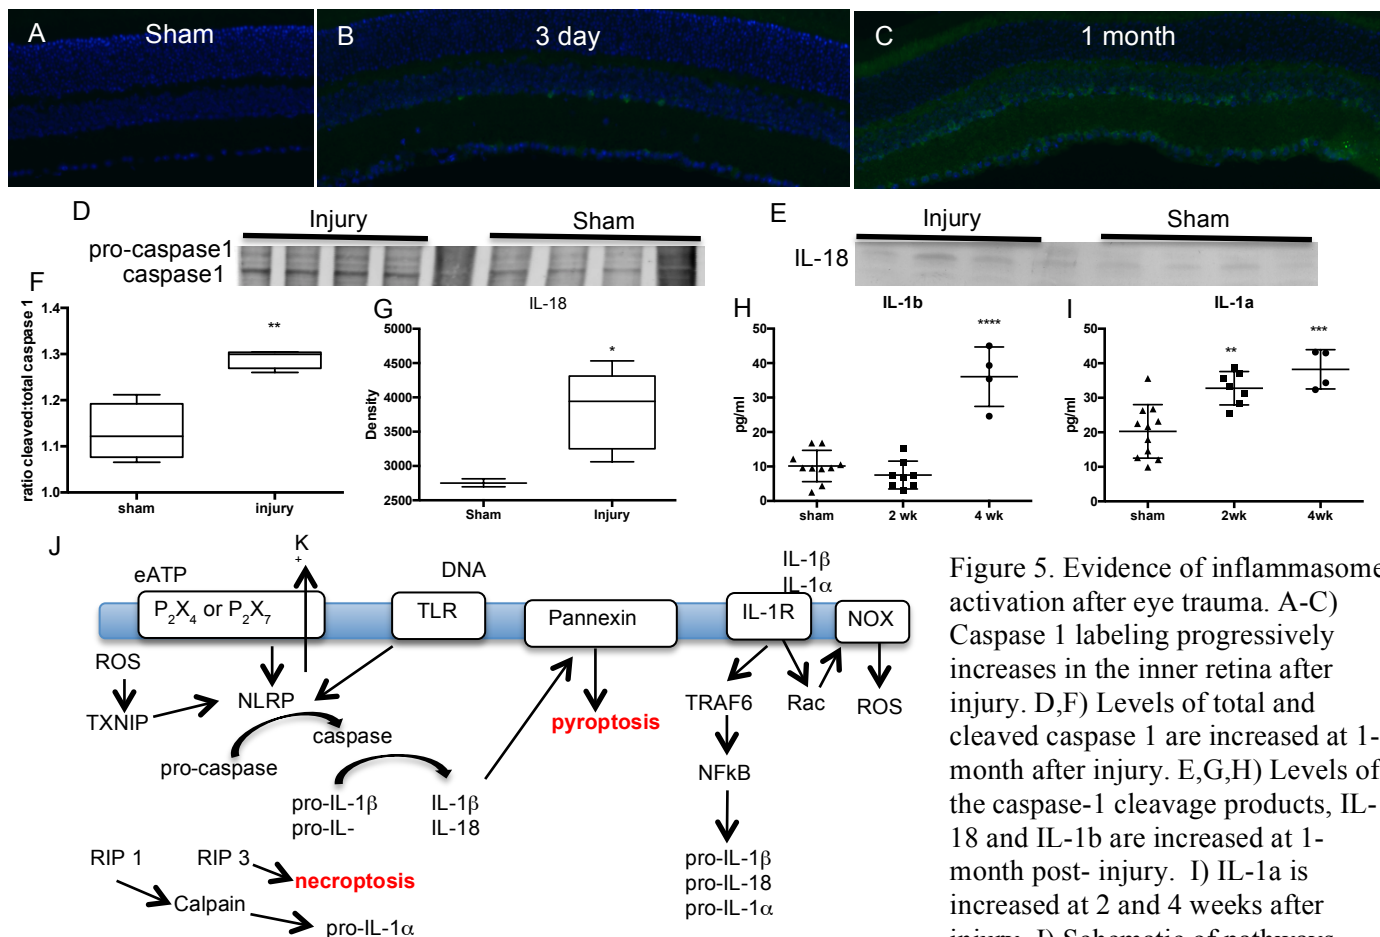 A
Sham
B
3 day
C
1 month
D
Injury
Sham
pro-caspase1
caspase1
E
Injury
Sham
IL-18
F
ratio cleaved:total caspase 1
1.4
1.3
1.2
1.1
1.0
**
sham
injury
G
IL-18
Density
5000
4500
4000
3500
3000
2500
*
Sham
Injury
H
IL-1b
pg/ml
50
40
30
20
10
0
****
sham
2 wk
4 wk
I
IL-1a
pg/ml
50
40
30
20
10
0
**
***
sham
2wk
4wk
J
K
+
eATP
P2X4 or P2X7
DNA
TLR
Pannexin
IL-1β
IL-1α
IL-1R
NOX
ROS
TXNIP
NLRP
caspase
pro-caspase
pro-IL-1β
pro-IL-
IL-1β
IL-18
pyroptosis
TRAF6
Rac
ROS
NFkB
pro-IL-1β
pro-IL-18
pro-IL-1α
RIP 1
RIP 3
necroptosis
Calpain
pro-IL-1α
Figure 5. Evidence of inflammasome
activation after eye trauma. A-C)
Caspase 1 labeling progressively
increases in the inner retina after
injury. D,F) Levels of total and
cleaved caspase 1 are increased at 1-
month after injury. E,G,H) Levels of
the caspase-1 cleavage products, IL-
18 and IL-1b are increased at 1-
month post- injury. I) IL-1a is
increased at 2 and 4 weeks after
injury. J) Schematic of pathways